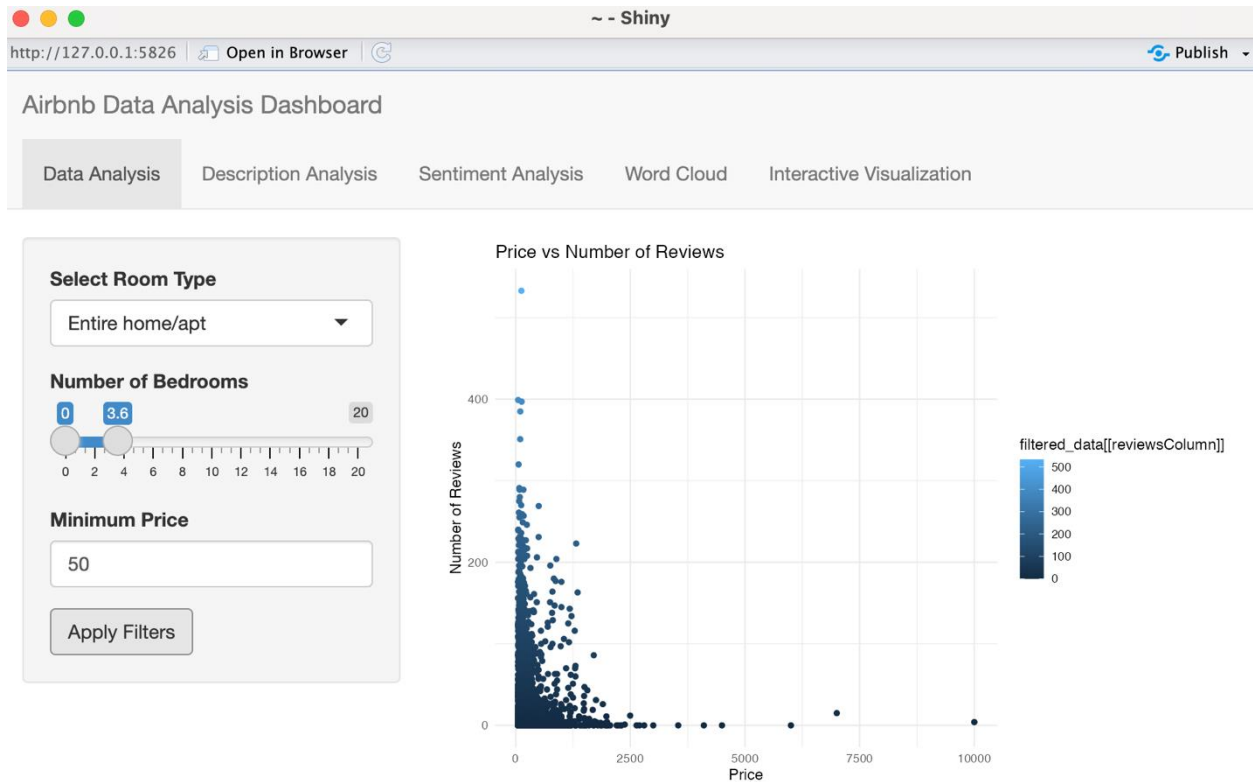 ~ - Shiny
http://127.0.0.1:5826 Open in Browser Publish
Airbnb Data Analysis Dashboard
Data Analysis Description Analysis Sentiment Analysis Word Cloud Interactive Visualization
Select Room Type
Entire home/apt
Number of Bedrooms
0 3.6 20
0 2 4 6 8 10 12 14 16 18 20
Minimum Price
50
Apply Filters
Price vs Number of Reviews
Number of Reviews
400
200
0
0 2500 5000 7500 10000
Price
filtered_data[[reviewsColumn]]
500
400
300
200
100
0